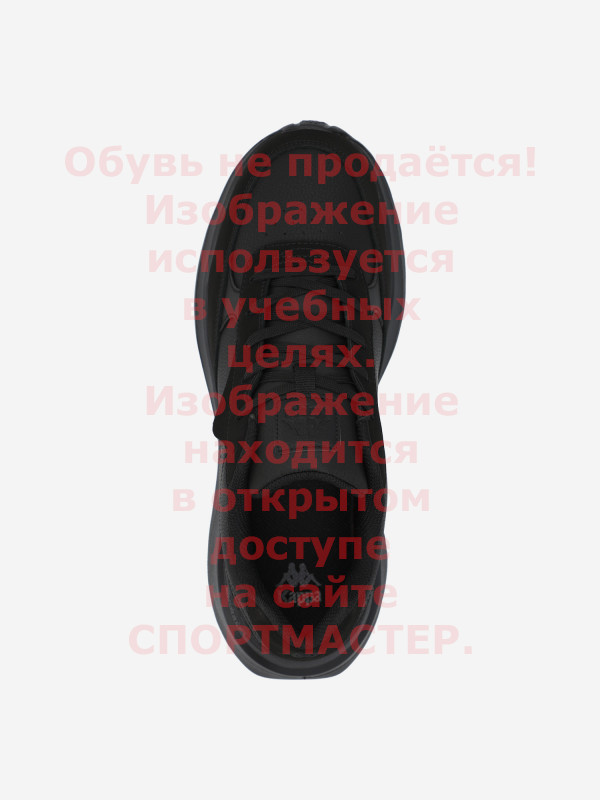 Обувь не продаётся!
Изображение
используется
в учебных
целях.
Изображение
находится
в открытом
доступе
на сайте
Kappa
СПОРТМАСТЕР.